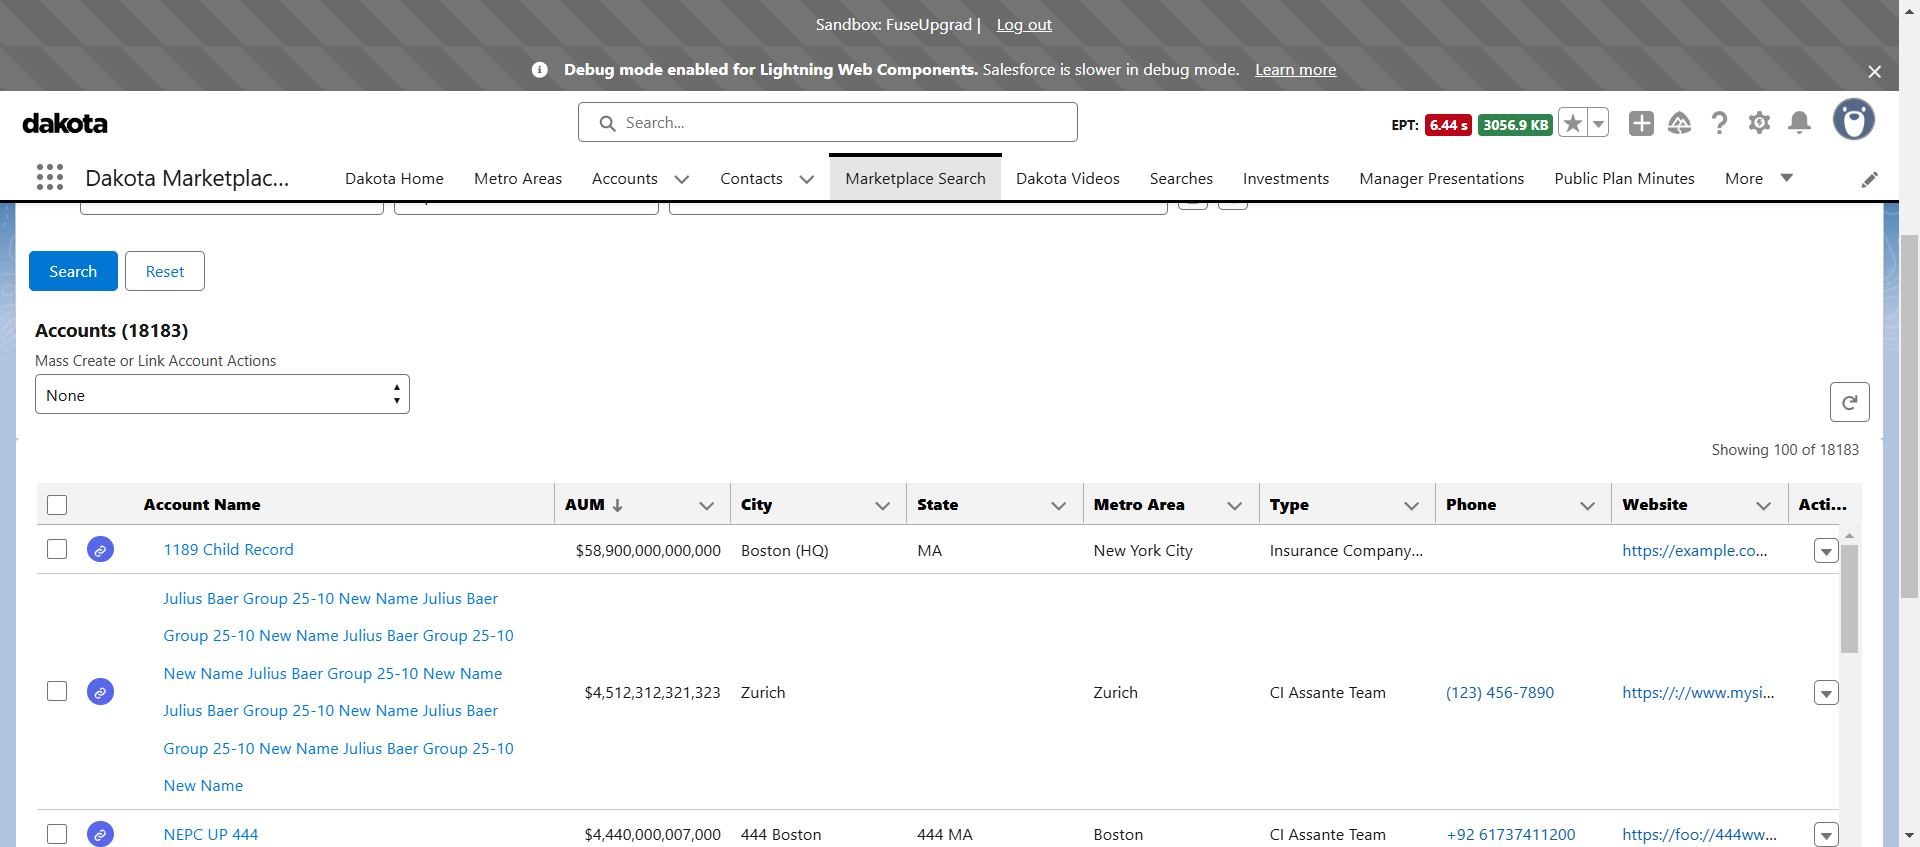 Sandbox: FuseUpgrad | Log out
Debug mode enabled for Lightning Web Components. Salesforce is slower in debug mode. Learn more
dakota
Search...
EPT: 6.44 s 3056.9 KB
Dakota Marketplac... Dakota Home Metro Areas Accounts Contacts Marketplace Search Dakota Videos Searches Investments Manager Presentations Public Plan Minutes More
Search Reset
Accounts (18183)
Mass Create or Link Account Actions
None
Showing 100 of 18183
Account Name AUM City State Metro Area Type Phone Website Acti...
1189 Child Record $58,900,000,000,000 Boston (HQ) MA New York City Insurance Company... https://example.co...
Julius Baer Group 25-10 New Name Julius Baer
Group 25-10 New Name Julius Baer Group 25-10
New Name Julius Baer Group 25-10 New Name
$4,512,312,321,323 Zurich Zurich CI Assante Team (123) 456-7890 https://://www.mysi...
Julius Baer Group 25-10 New Name Julius Baer
Group 25-10 New Name Julius Baer Group 25-10
New Name
NEPC UP 444 $4,440,000,007,000 444 Boston 444 MA Boston CI Assante Team +92 61737411200 https://foo://444ww...